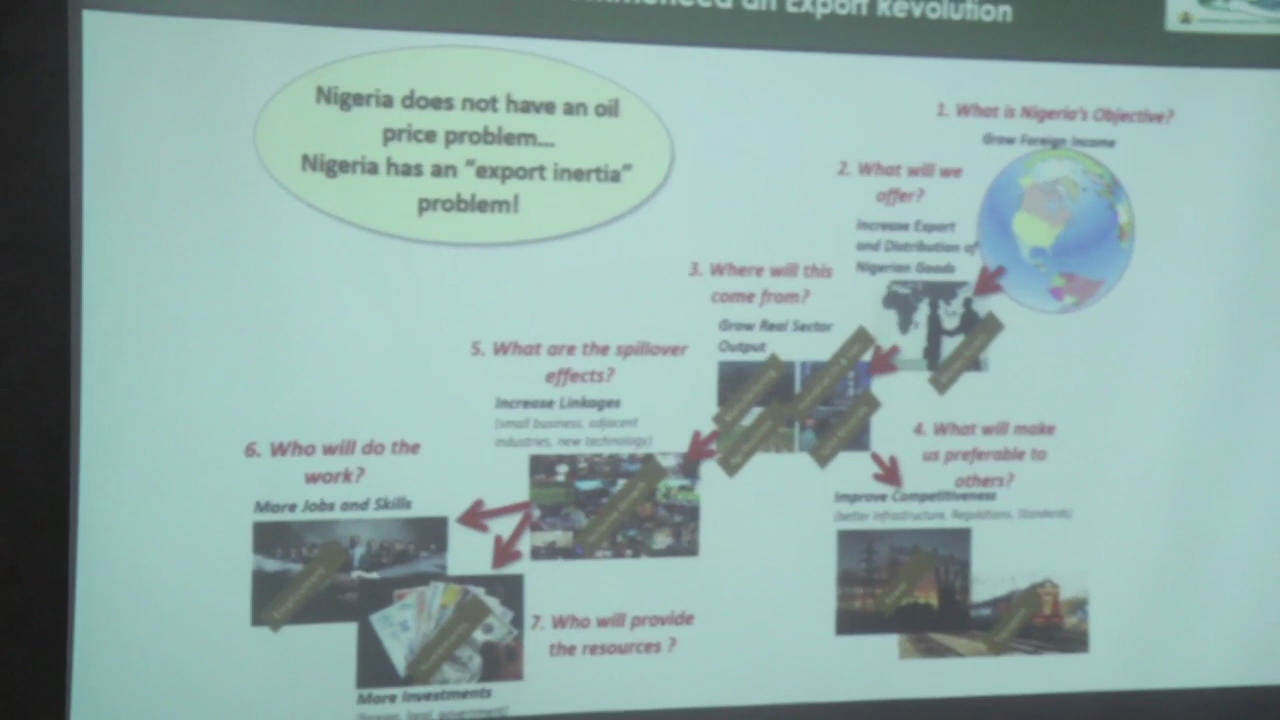 an Export Revolution
Nigeria does not have an oil
price problem...
Nigeria has an "export inertia"
problem!
1. What is Nigeria's Objective?
Grow Foreign Income
2. What will we
offer?
Increase Export
and Distribution of
Nigerian Goods
3. Where will this
come from?
Grow Real Sector
Output
4. What will make
us preferable to
others?
Improve Competitiveness
(better infrastructure, Regulations, Standards)
5. What are the spillover
effects?
Increase Linkages
(small business, adjacent
industries, new technology)
6. Who will do the
work?
More Jobs and Skills
7. Who will provide
the resources ?
More Investments